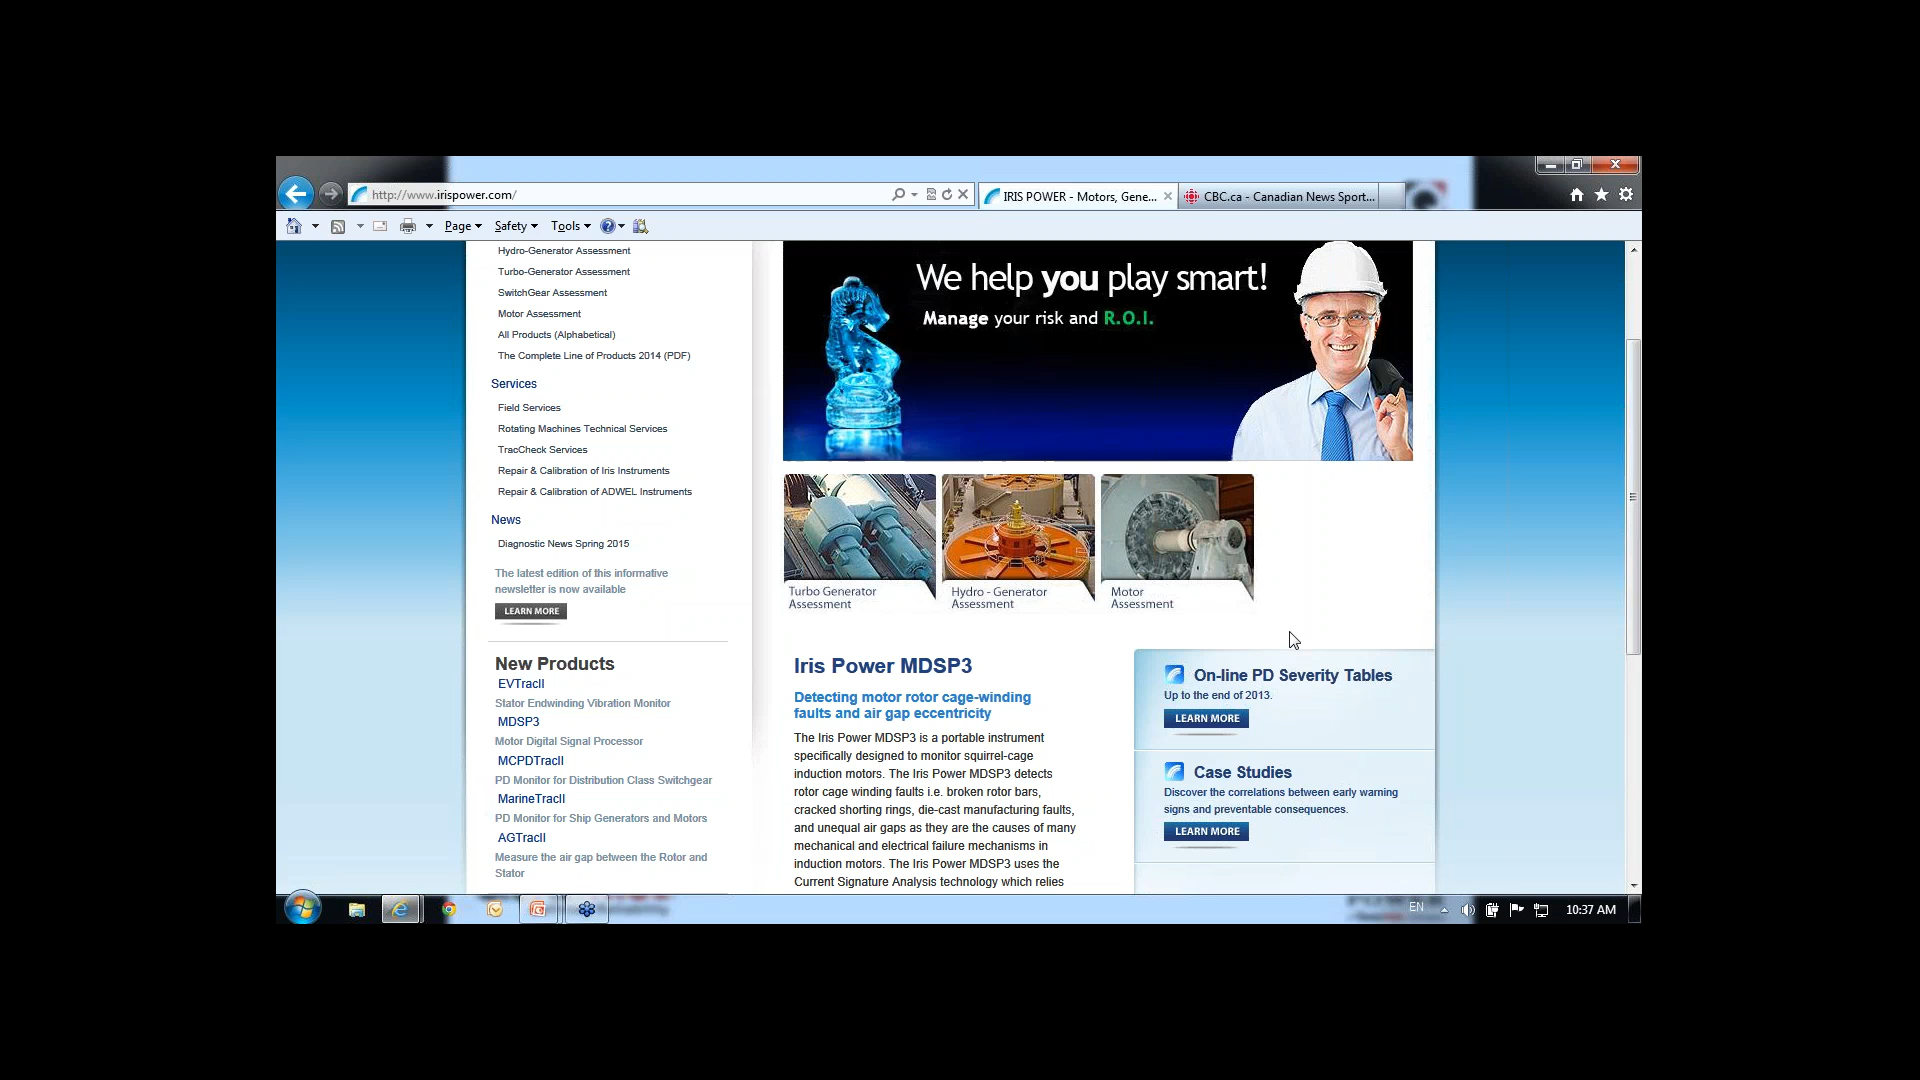 http://www.irispower.com/
IRIS POWER - Motors, Gene...
CBC.ca - Canadian News Sport...
Page
Safety
Tools
Hydro-Generator Assessment
Turbo-Generator Assessment
SwitchGear Assessment
Motor Assessment
All Products (Alphabetical)
The Complete Line of Products 2014 (PDF)
Services
Field Services
Rotating Machines Technical Services
TracCheck Services
Repair & Calibration of Iris Instruments
Repair & Calibration of ADWEL Instruments
News
Diagnostic News Spring 2015
The latest edition of this informative
newsletter is now available
LEARN MORE
New Products
EVTracII
Stator Endwinding Vibration Monitor
MDSP3
Motor Digital Signal Processor
MCPDTracII
PD Monitor for Distribution Class Switchgear
MarineTracII
PD Monitor for Ship Generators and Motors
AGTracII
Measure the air gap between the Rotor and
Stator
We help you play smart!
Manage your risk and R.O.I.
Turbo Generator
Assessment
Hydro - Generator
Assessment
Motor
Assessment
Iris Power MDSP3
Detecting motor rotor cage-winding
faults and air gap eccentricity
The Iris Power MDSP3 is a portable instrument
specifically designed to monitor squirrel-cage
induction motors. The Iris Power MDSP3 detects
rotor cage winding faults i.e. broken rotor bars,
cracked shorting rings, die-cast manufacturing faults,
and unequal air gaps as they are the causes of many
mechanical and electrical failure mechanisms in
induction motors. The Iris Power MDSP3 uses the
Current Signature Analysis technology which relies
On-line PD Severity Tables
Up to the end of 2013.
LEARN MORE
Case Studies
Discover the correlations between early warning
signs and preventable consequences.
LEARN MORE
EN
10:37 AM